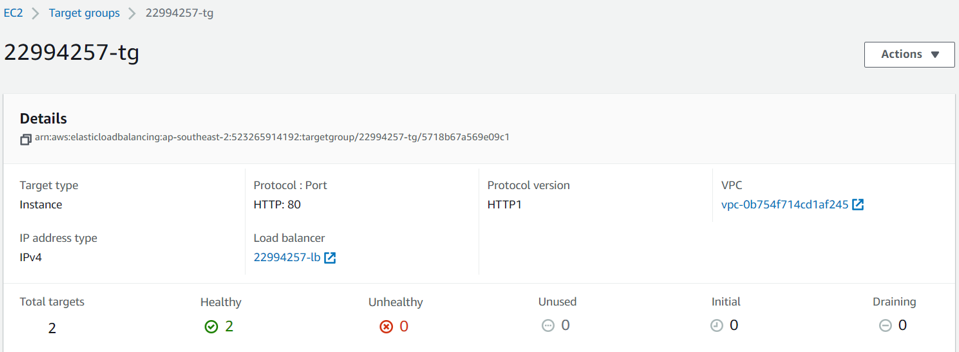 EC2 > Target groups > 22994257-tg
22994257-tg
Actions
Details
arn:aws:elasticloadbalancing:ap-southeast-2:523265914192:targetgroup/22994257-tg/5718b67a569e09c1
Target type Protocol : Port Protocol version VPC
Instance HTTP: 80 HTTP1 vpc-0b754f714cd1af245
IP address type Load balancer
IPv4 22994257-lb
Total targets Healthy Unhealthy Unused Initial Draining
2 2 0 0 0 0